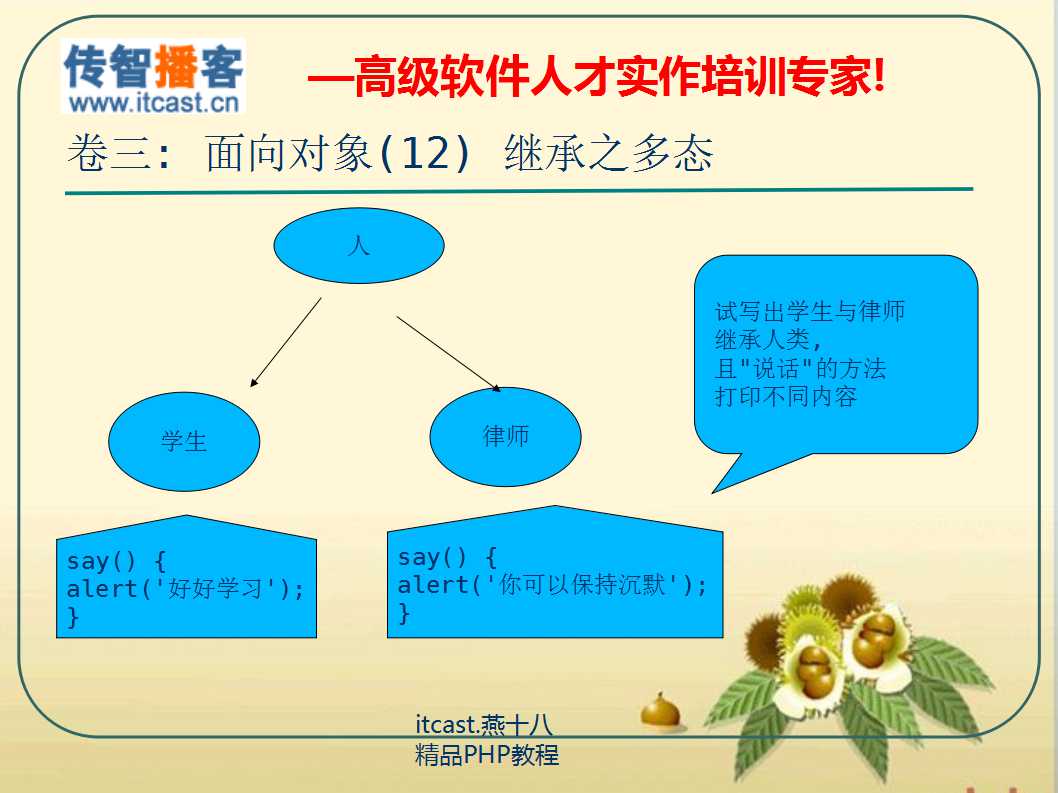 传智播客
www.itcast.cn
—高级软件人才实作培训专家!
卷三: 面向对象(12) 继承之多态
人
学生
律师
试写出学生与律师
继承人类,
且"说话"的方法
打印不同内容
say() {
alert('好好学习');
}
say() {
alert('你可以保持沉默');
}
itcast.燕十八
精品PHP教程